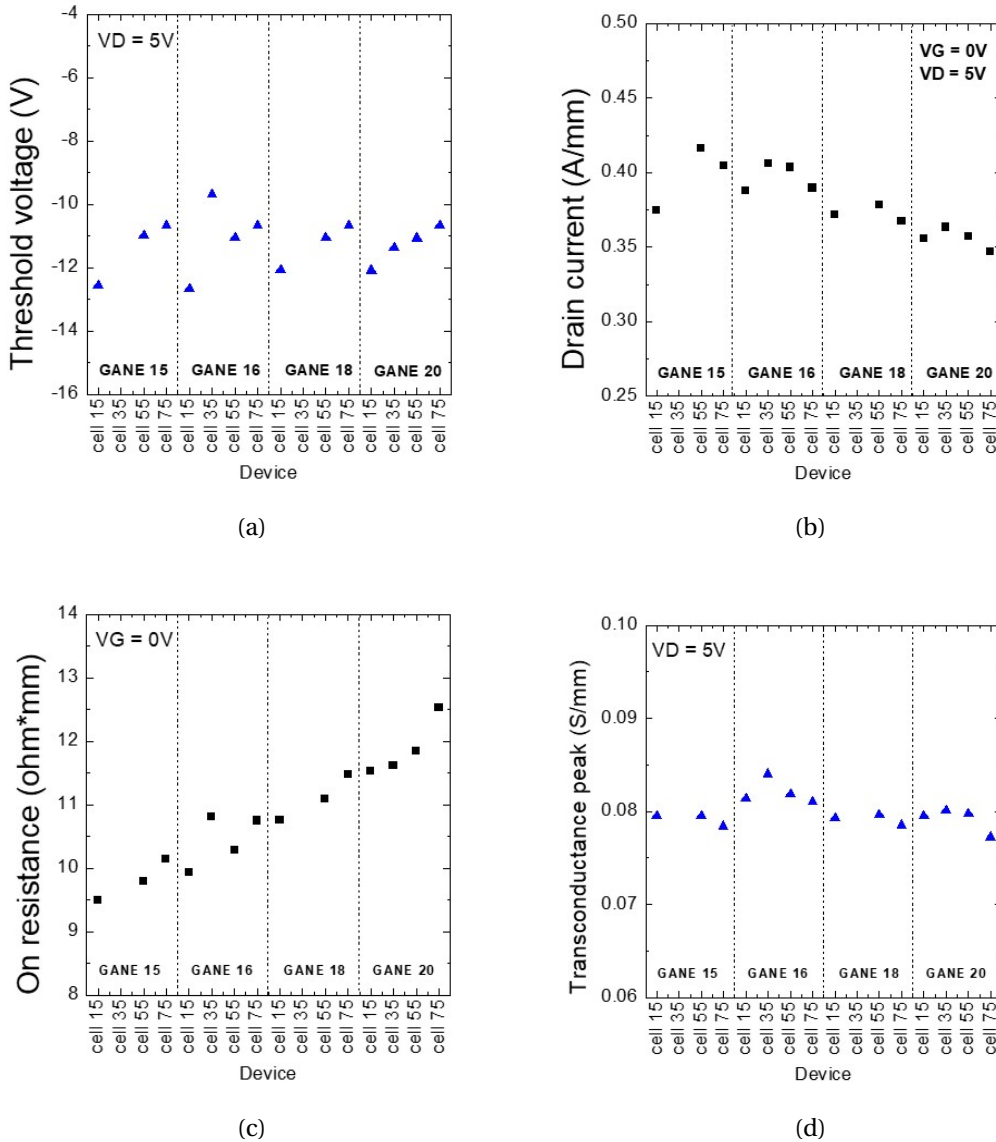 VD = 5V
Threshold voltage (V)
-4
-6
-8
-10
-12
-14
-16
GANE 15
GANE 16
GANE 18
GANE 20
cell 15
cell 35
cell 55
cell 75
cell 15
cell 35
cell 55
cell 75
cell 15
cell 35
cell 55
cell 75
cell 15
cell 35
cell 55
cell 75
Device
(a)
VG = 0V
VD = 5V
Drain current (A/mm)
0.50
0.45
0.40
0.35
0.30
0.25
GANE 15
GANE 16
GANE 18
GANE 20
cell 15
cell 35
cell 55
cell 75
cell 15
cell 35
cell 55
cell 75
cell 15
cell 35
cell 55
cell 75
cell 15
cell 35
cell 55
cell 75
Device
(b)
VG = 0V
On resistance (ohm*mm)
14
13
12
11
10
9
8
GANE 15
GANE 16
GANE 18
GANE 20
cell 15
cell 35
cell 55
cell 75
cell 15
cell 35
cell 55
cell 75
cell 15
cell 35
cell 55
cell 75
cell 15
cell 35
cell 55
cell 75
Device
(c)
VD = 5V
Transconductance peak (S/mm)
0.10
0.09
0.08
0.07
0.06
GANE 15
GANE 16
GANE 18
GANE 20
cell 15
cell 35
cell 55
cell 75
cell 15
cell 35
cell 55
cell 75
cell 15
cell 35
cell 55
cell 75
cell 15
cell 35
cell 55
cell 75
Device
(d)